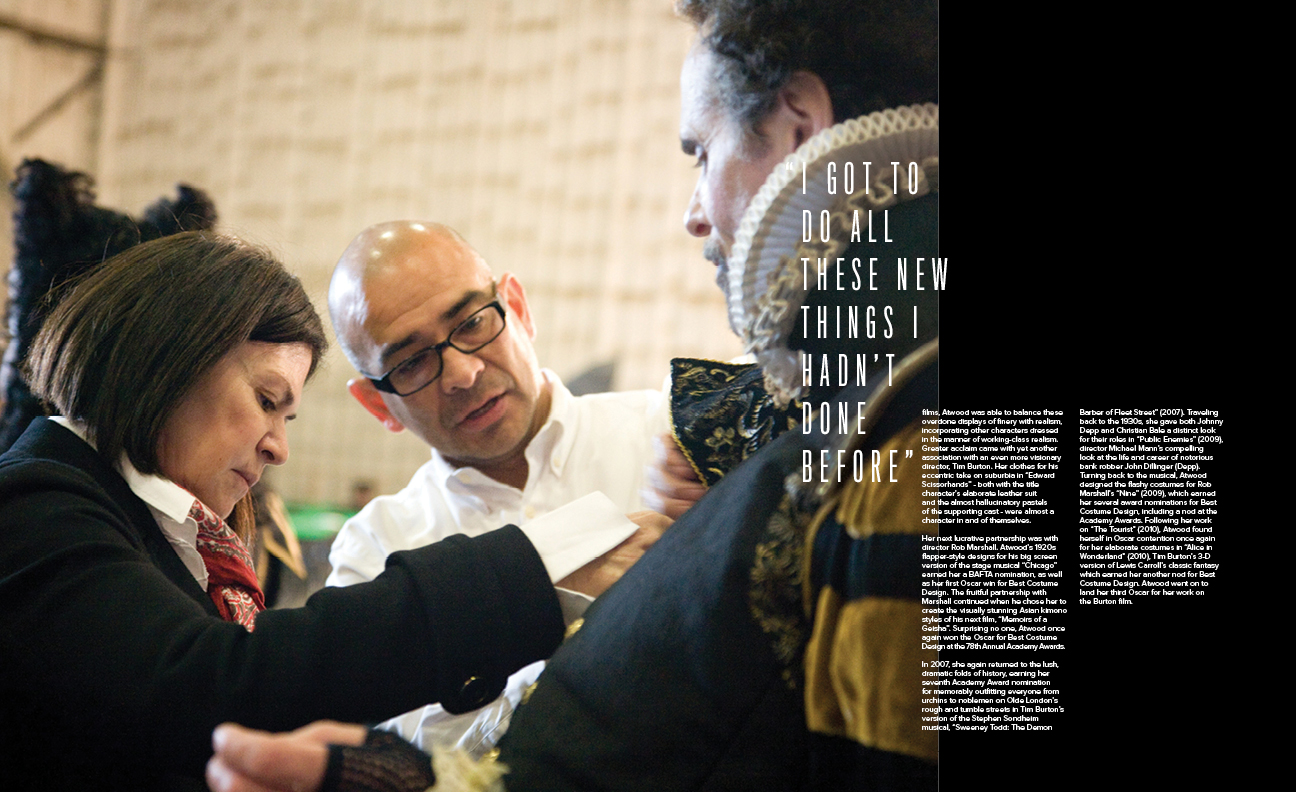 “I GOT TO
DO ALL
THESE NEW
THINGS I
HADN’T
DONE
BEFORE”
films, Atwood was able to balance these
overdone displays of finery with realism,
incorporating other characters dressed
in the manner of working-class realism.
Greater acclaim came with yet another
association with an even more visionary
director, Tim Burton. Her clothes for his
eccentric take on suburbia in “Edward
Scissorhands” - both with the title
character’s elaborate leather suit
and the almost hallucinatory pastels
of the supporting cast - were almost a
character in and of themselves.
Her next lucrative partnership was with
director Rob Marshall. Atwood’s 1920s
flapper-style designs for his big screen
version of the stage musical “Chicago”
earned her a BAFTA nomination, as well
as her first Oscar win for Best Costume
Design. The fruitful partnership with
Marshall continued when he chose her to
create the visually stunning Asian kimono
styles of his next film, “Memoirs of a
Geisha”. Surprising no one, Atwood once
again won the Oscar for Best Costume
Design at the 78th Annual Academy Awards.
In 2007, she again returned to the lush,
dramatic folds of history, earning her
seventh Academy Award nomination
for memorably outfitting everyone from
urchins to noblemen on Olde London’s
rough and tumble streets in Tim Burton’s
version of the Stephen Sondheim
musical, “Sweeney Todd: The Demon
Barber of Fleet Street” (2007). Traveling
back to the 1930s, she gave both Johnny
Depp and Christian Bale a distinct look
for their roles in “Public Enemies” (2009),
director Michael Mann’s compelling
look at the life and career of notorious
bank robber John Dillinger (Depp).
Turning back to the musical, Atwood
designed the flashy costumes for Rob
Marshall’s “Nine” (2009), which earned
her several award nominations for Best
Costume Design, including a nod at the
Academy Awards. Following her work
on “The Tourist” (2010), Atwood found
herself in Oscar contention once again
for her elaborate costumes in “Alice in
Wonderland” (2010), Tim Burton’s 3-D
version of Lewis Carroll’s classic fantasy
which earned her another nod for Best
Costume Design. Atwood went on to
land her third Oscar for her work on
the Burton film.